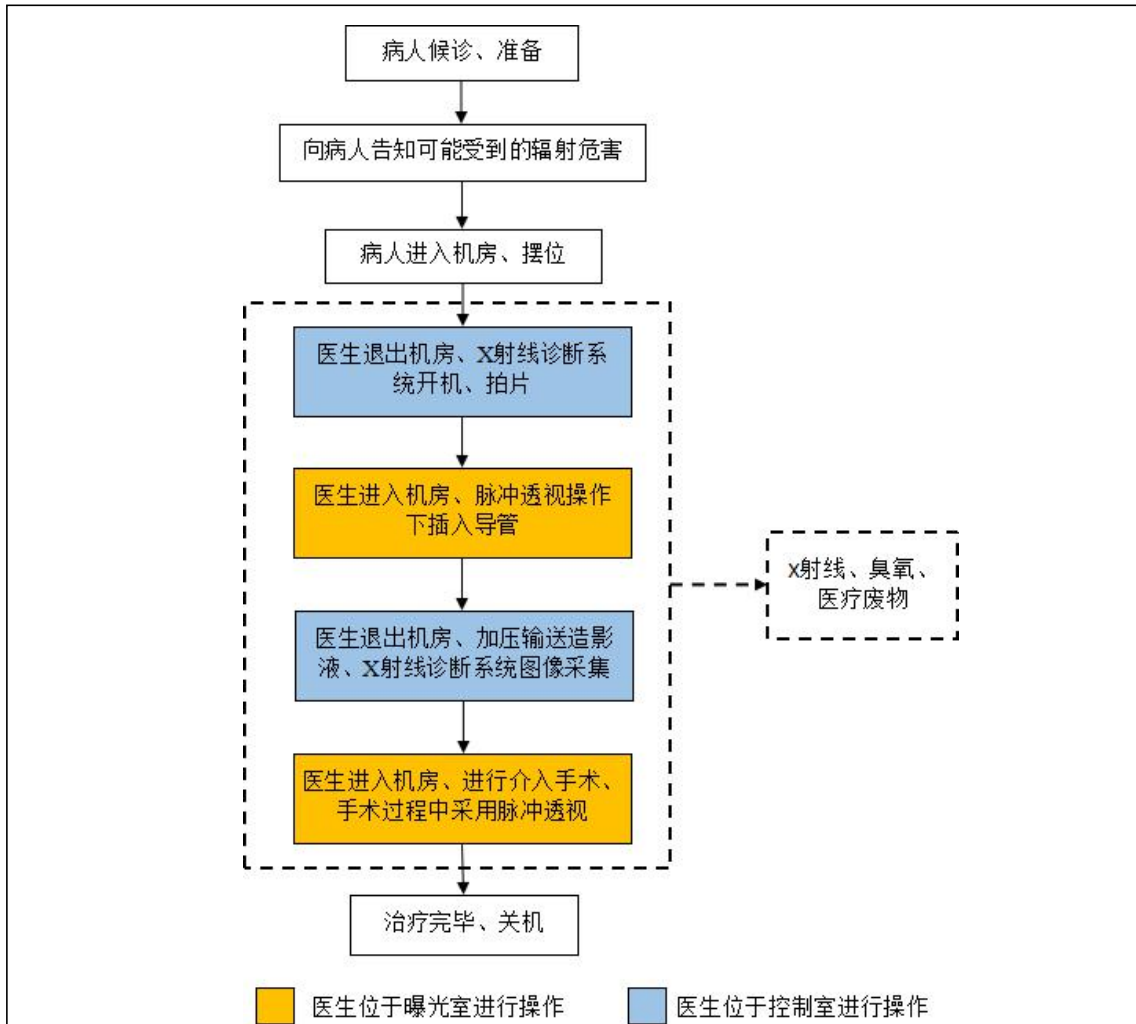 病人候诊、准备
向病人告知可能受到的辐射危害
病人进入机房、摆位
医生退出机房、X射线诊断系
统开机、拍片
医生进入机房、脉冲透视操作
下插入导管
医生退出机房、加压输送造影
液、X射线诊断系统图像采集
医生进入机房、进行介入手术、
手术过程中采用脉冲透视
x射线、臭氧、
医疗废物
治疗完毕、关机
医生位于曝光室进行操作
医生位于控制室进行操作